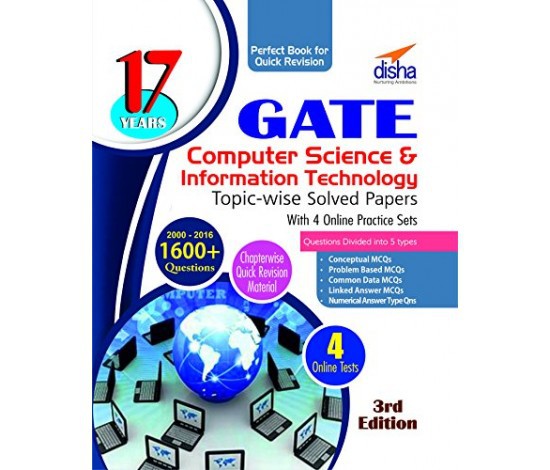 Perfect Book for
Quick Revision
disha
Nurturing Ambitions
17
YEARS
GATE
Computer Science &
Information Technology
Topic-wise Solved Papers
With 4 Online Practice Sets
2000 - 2016
1600+
Questions
Chapterwise
Quick Revision
Material
Questions Divided into 5 types
• Conceptual MCQs
• Problem Based MCQs
• Common Data MCQs
• Linked Answer MCQs
• Numerical Answer Type Qns
COMPUTER
4
Online Tests
3rd
Edition